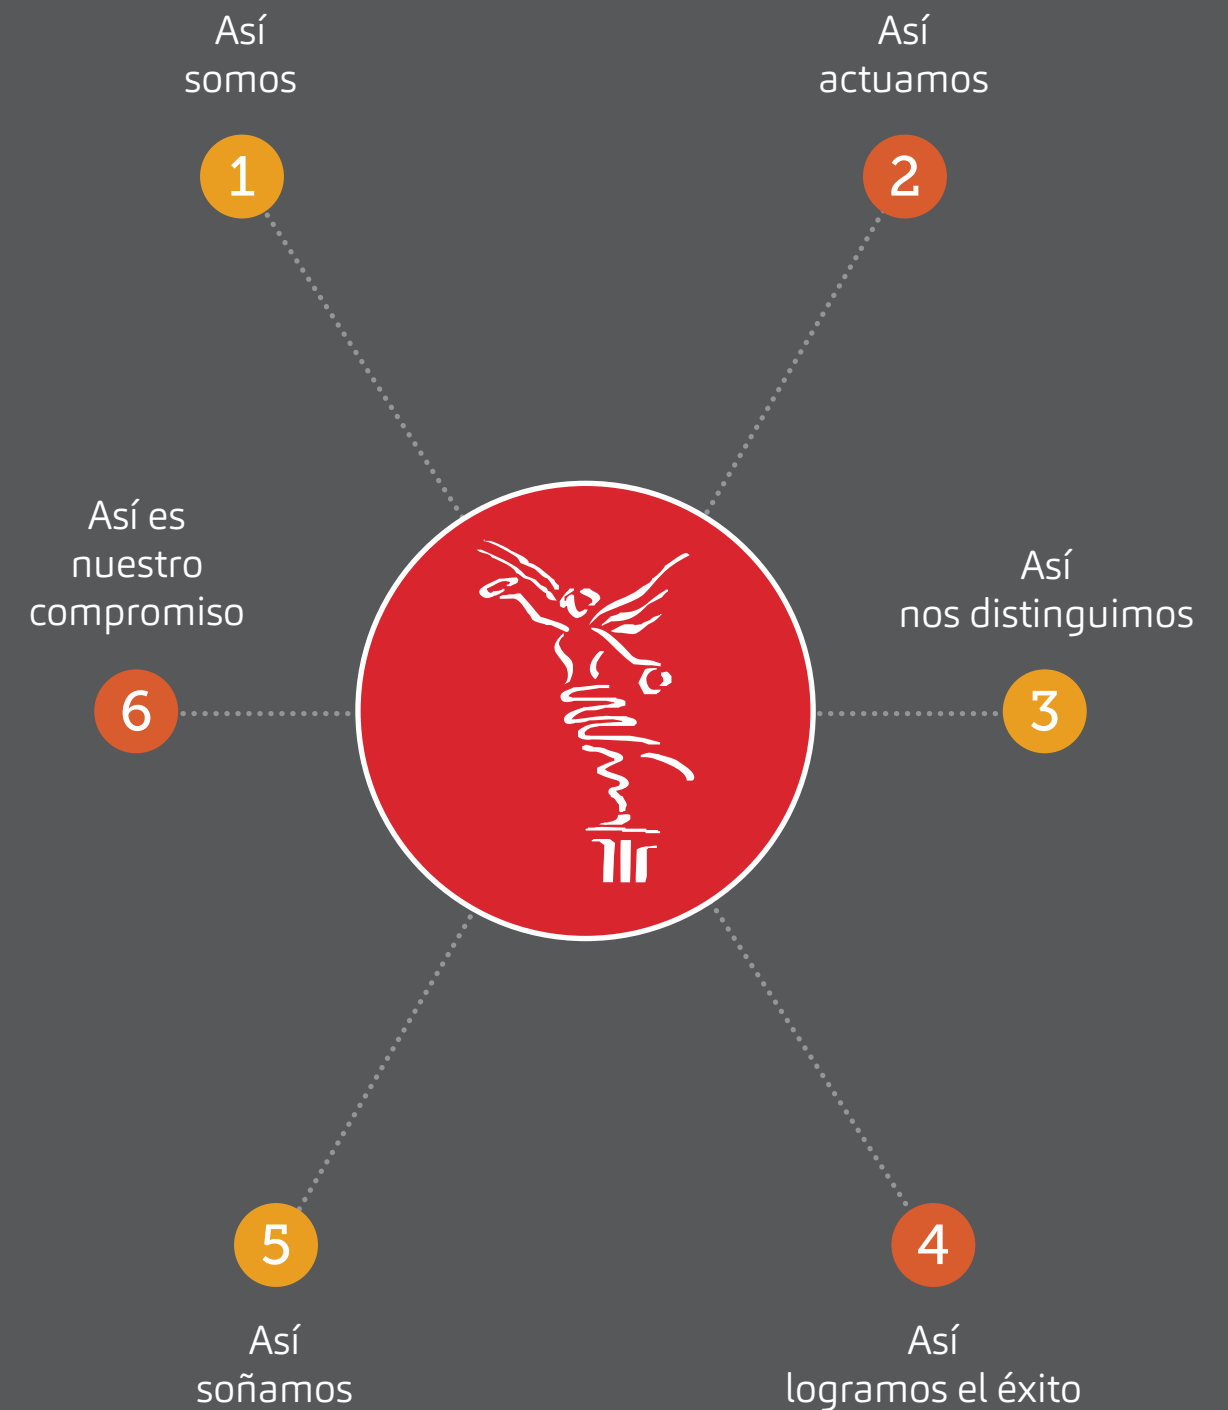 Así
somos
1
Así
actuamos
2
Así
nos distinguimos
3
4
Así
logramos el éxito
5
Así
soñamos
Así es
nuestro
compromiso
6